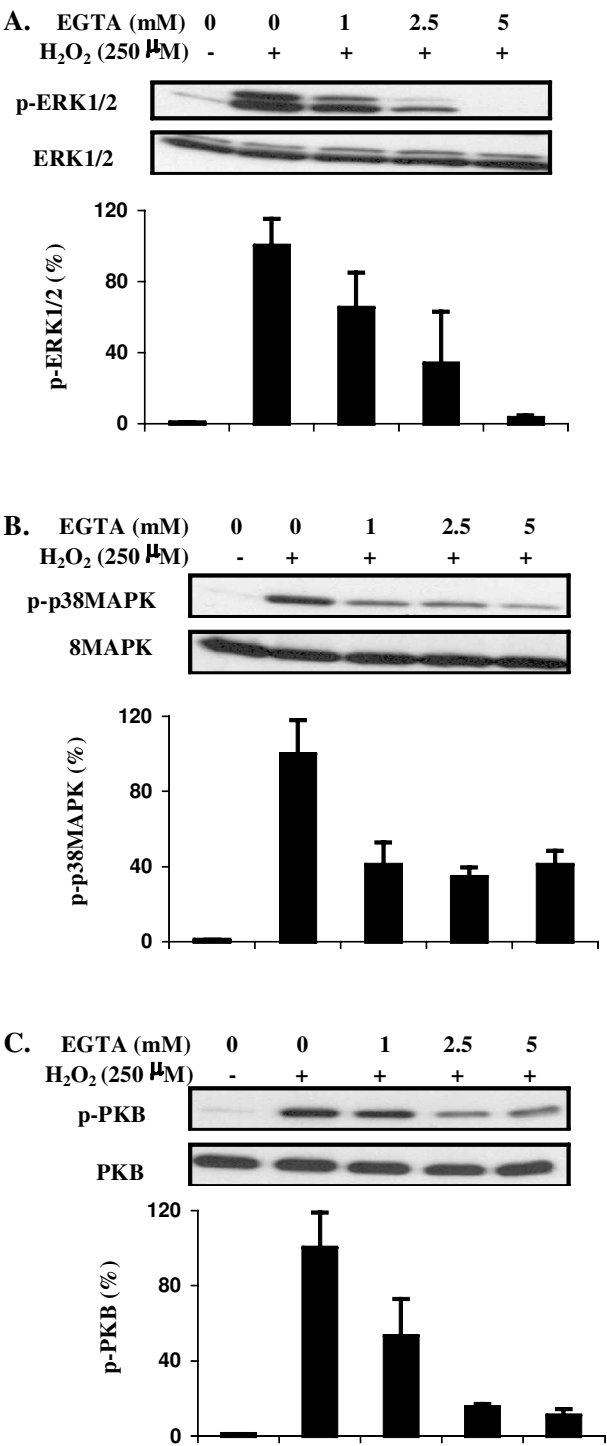 A. EGTA (mM) 0 0 1 2.5 5
H₂O₂ (250 μM) - + + + +
p-ERK1/2
ERK1/2
120
80
40
0
p-ERK1/2 (%)
B. EGTA (mM) 0 0 1 2.5 5
H₂O₂ (250 μM) - + + + +
p-p38MAPK
8MAPK
120
80
40
0
p-p38MAPK (%)
C. EGTA (mM) 0 0 1 2.5 5
H₂O₂ (250 μM) - + + + +
p-PKB
PKB
120
80
40
0
p-PKB (%)